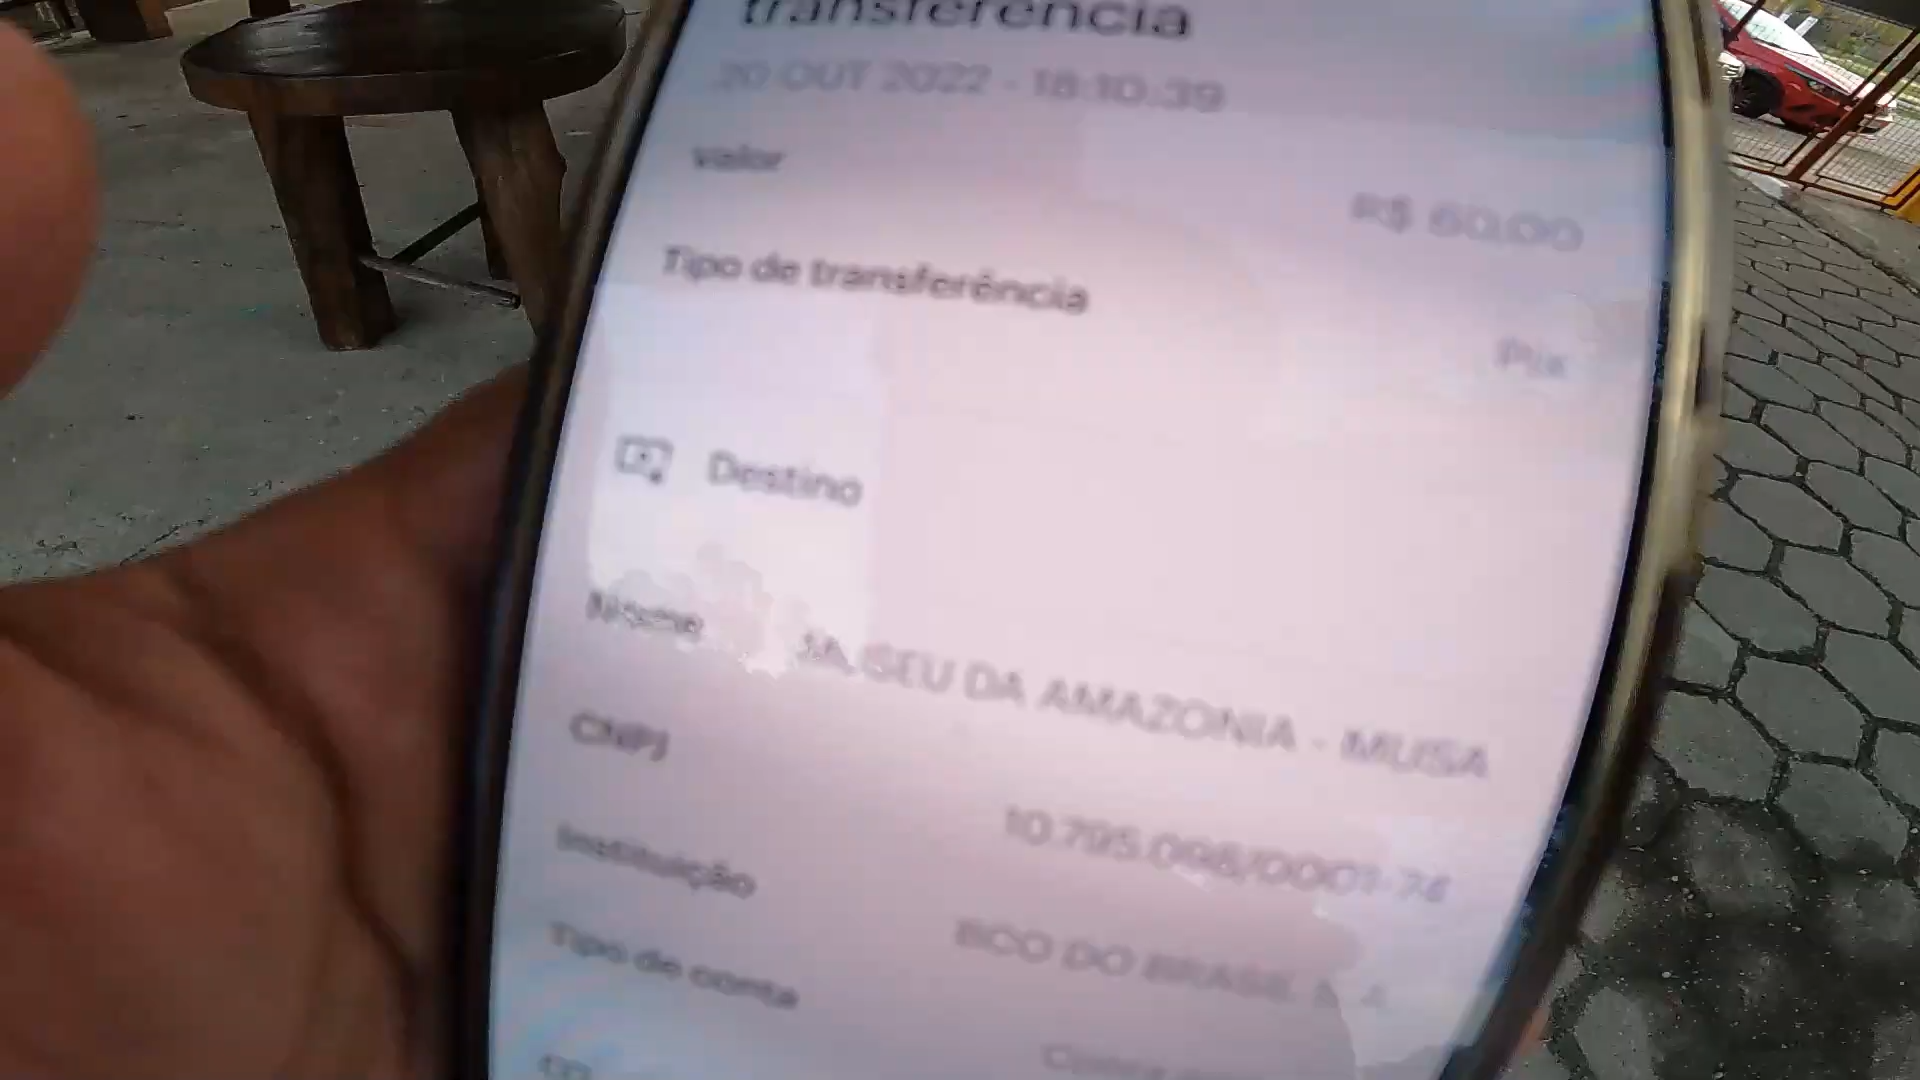 transferência
20 OUT 2022 - 18:10:39
Valor
R$ 60,00
Tipo de transferência
Pix
Destino
Nome
SEU DA AMAZONIA - MUSA
CNPJ
10.795.098/0001-74
Instituição
BCO DO BRASIL S.A.
Tipo de conta